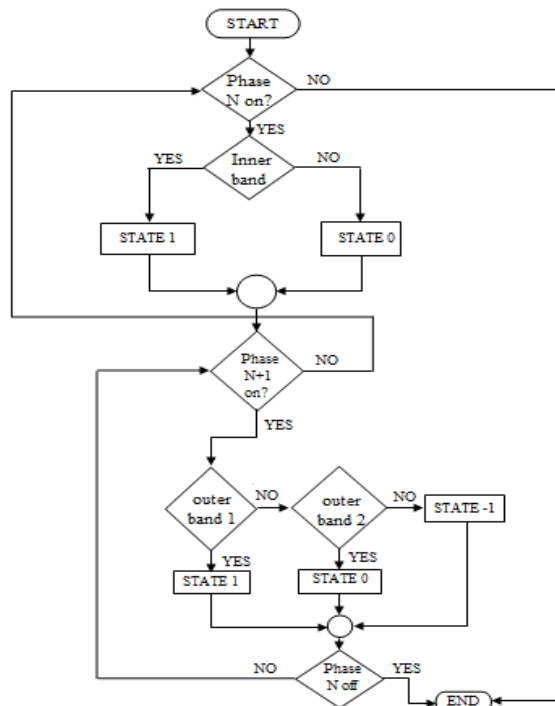 START
Phase
N on?
NO
YES
YES
Inner
band
NO
STATE 1
STATE 0
Phase
N+1
on?
NO
YES
outer
band 1
NO
outer
band 2
NO
STATE -1
YES
YES
STATE 1
STATE 0
NO
Phase
N off
YES
END